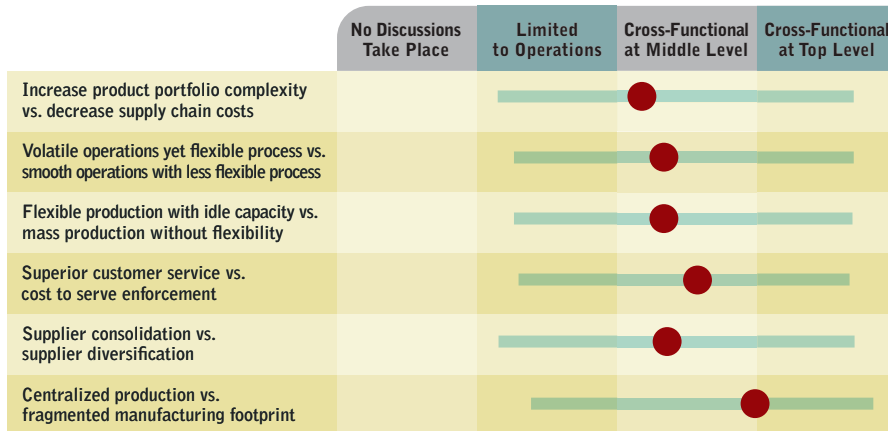 No Discussions
Take Place
Limited
to Operations
Cross-Functional
at Middle Level
Cross-Functional
at Top Level
Increase product portfolio complexity
vs. decrease supply chain costs
Volatile operations yet flexible process vs.
smooth operations with less flexible process
Flexible production with idle capacity vs.
mass production without flexibility
Superior customer service vs.
cost to serve enforcement
Supplier consolidation vs.
supplier diversification
Centralized production vs.
fragmented manufacturing footprint